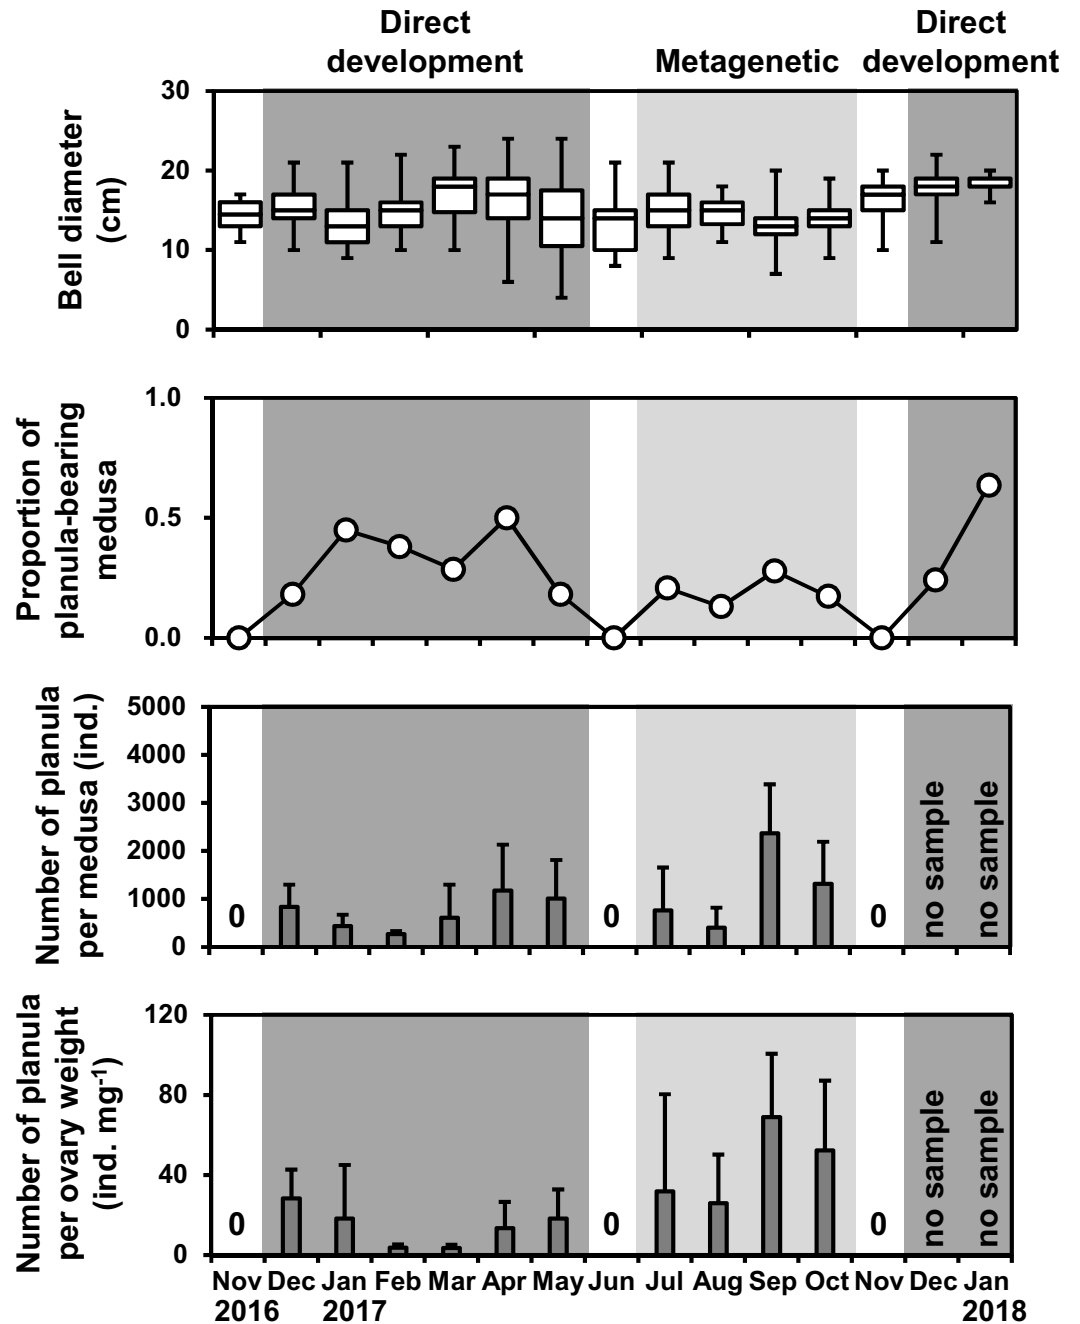 Direct
development
Metagenetic
Direct
development
Bell diameter
(cm)
30
20
10
0
Proportion of
planula-bearing
medusa
1.0
0.5
0.0
Number of planula
per medusa (ind.)
5000
4000
3000
2000
1000
0
0
0
0
no sample
no sample
Number of planula
per ovary weight
(ind. mg-1)
120
80
40
0
0
0
0
no sample
no sample
Nov Dec Jan Feb Mar Apr May Jun Jul Aug Sep Oct Nov Dec Jan
2016 2017 2018